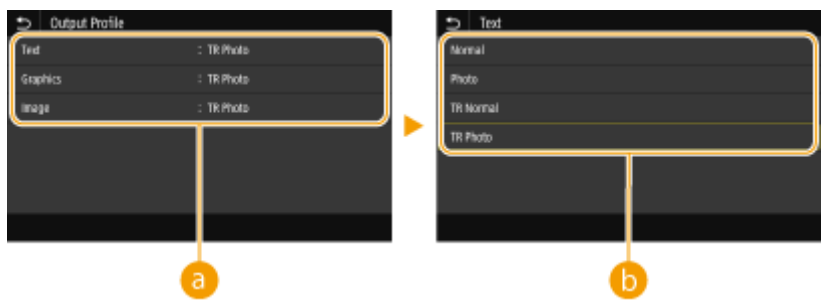 Output Profile
Text : TR Photo
Graphics : TR Photo
Image : TR Photo
a
Text
Normal
Photo
TR Normal
TR Photo
b